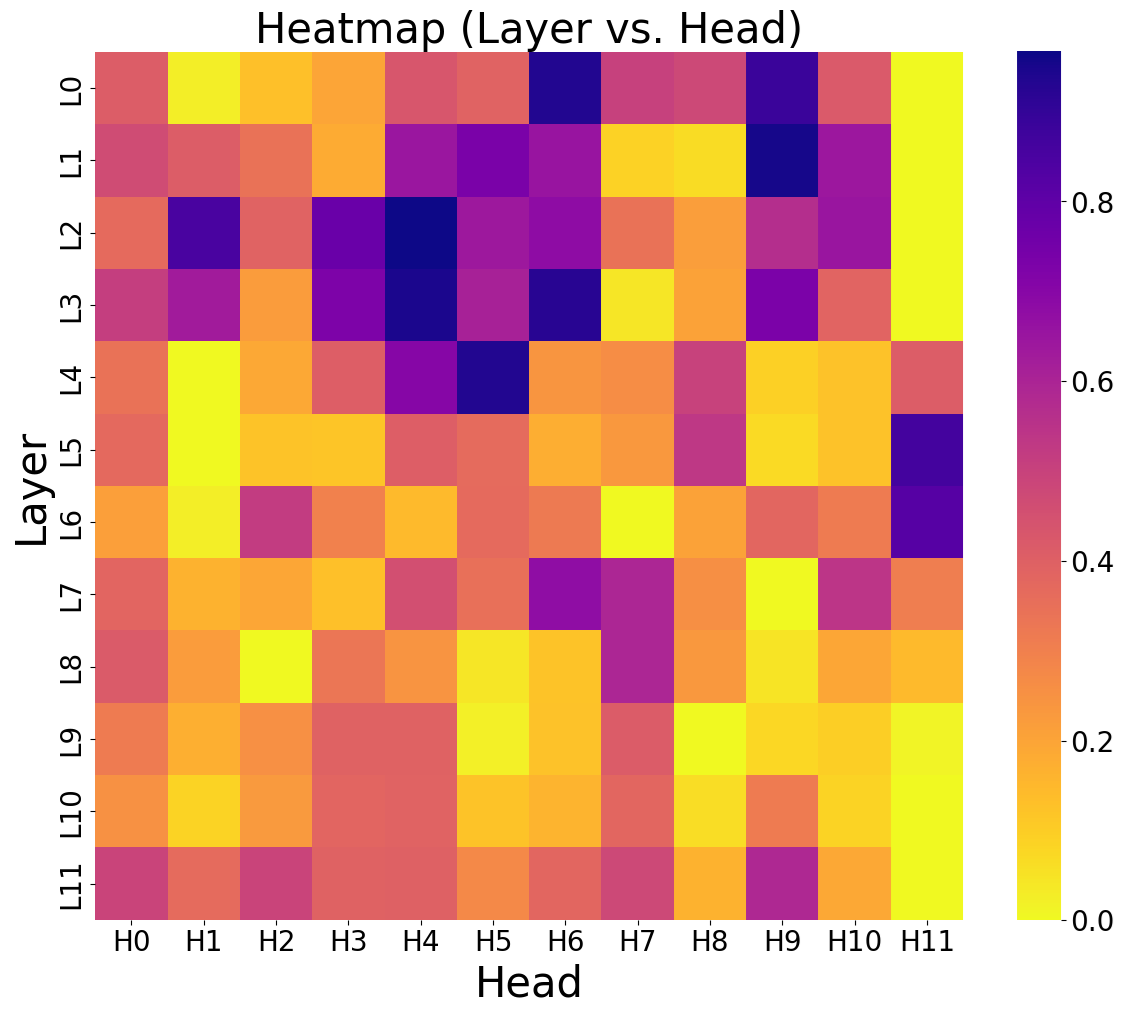 Heatmap (Layer vs. Head)
L0
L1
L2
L3
L4
L5
L6
L7
L8
L9
L10
L11
Layer
H0 H1 H2 H3 H4 H5 H6 H7 H8 H9 H10 H11
Head
0.8
0.6
0.4
0.2
0.0